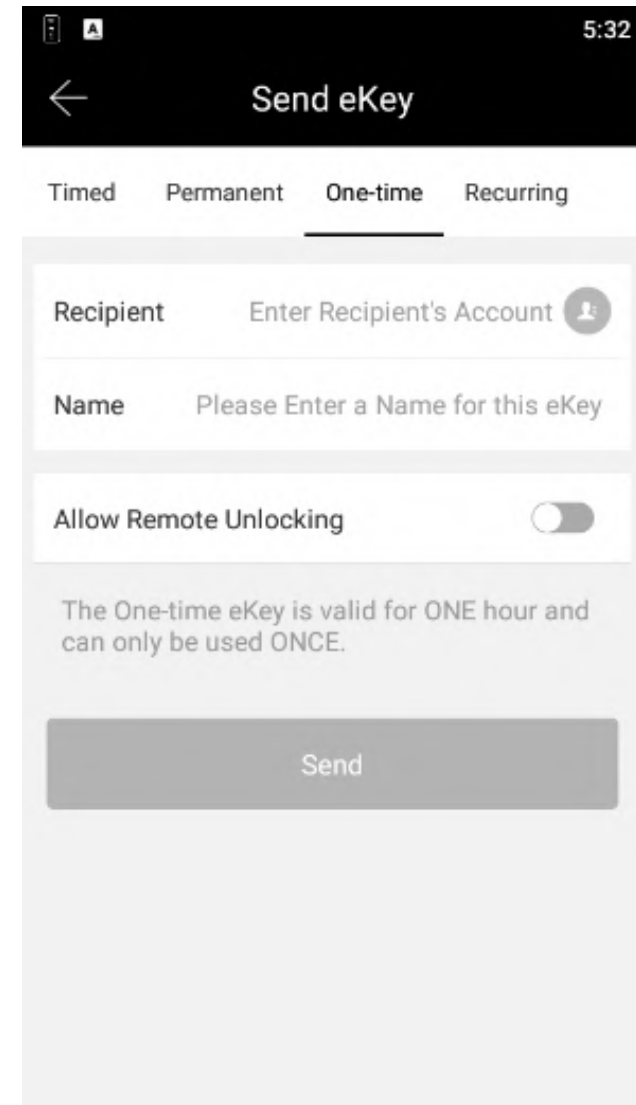 A 5:32
Send eKey
Timed Permanent One-time Recurring
Recipient Enter Recipient's Account
Name Please Enter a Name for this eKey
Allow Remote Unlocking
The One-time eKey is valid for ONE hour and
can only be used ONCE.
Send